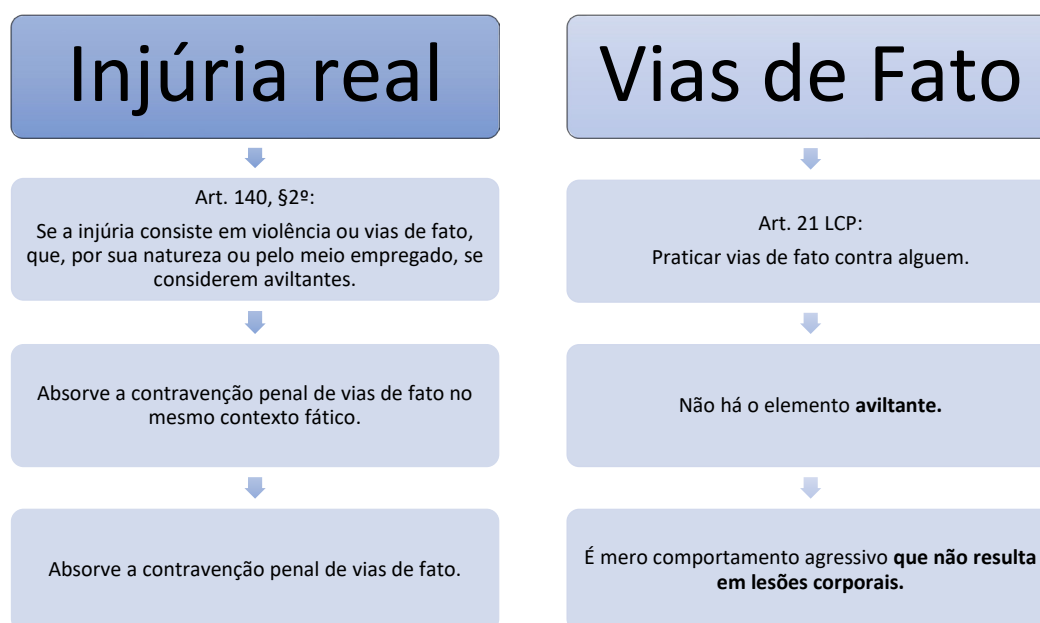 Injúria real
Art. 140, §2º:
Se a injúria consiste em violência ou vias de fato,
que, por sua natureza ou pelo meio empregado, se
considerem aviltantes.
Absorve a contravenção penal de vias de fato no
mesmo contexto fático.
Absorve a contravenção penal de vias de fato.
Vias de Fato
Art. 21 LCP:
Praticar vias de fato contra alguem.
Não há o elemento aviltante.
É mero comportamento agressivo que não resulta
em lesões corporais.